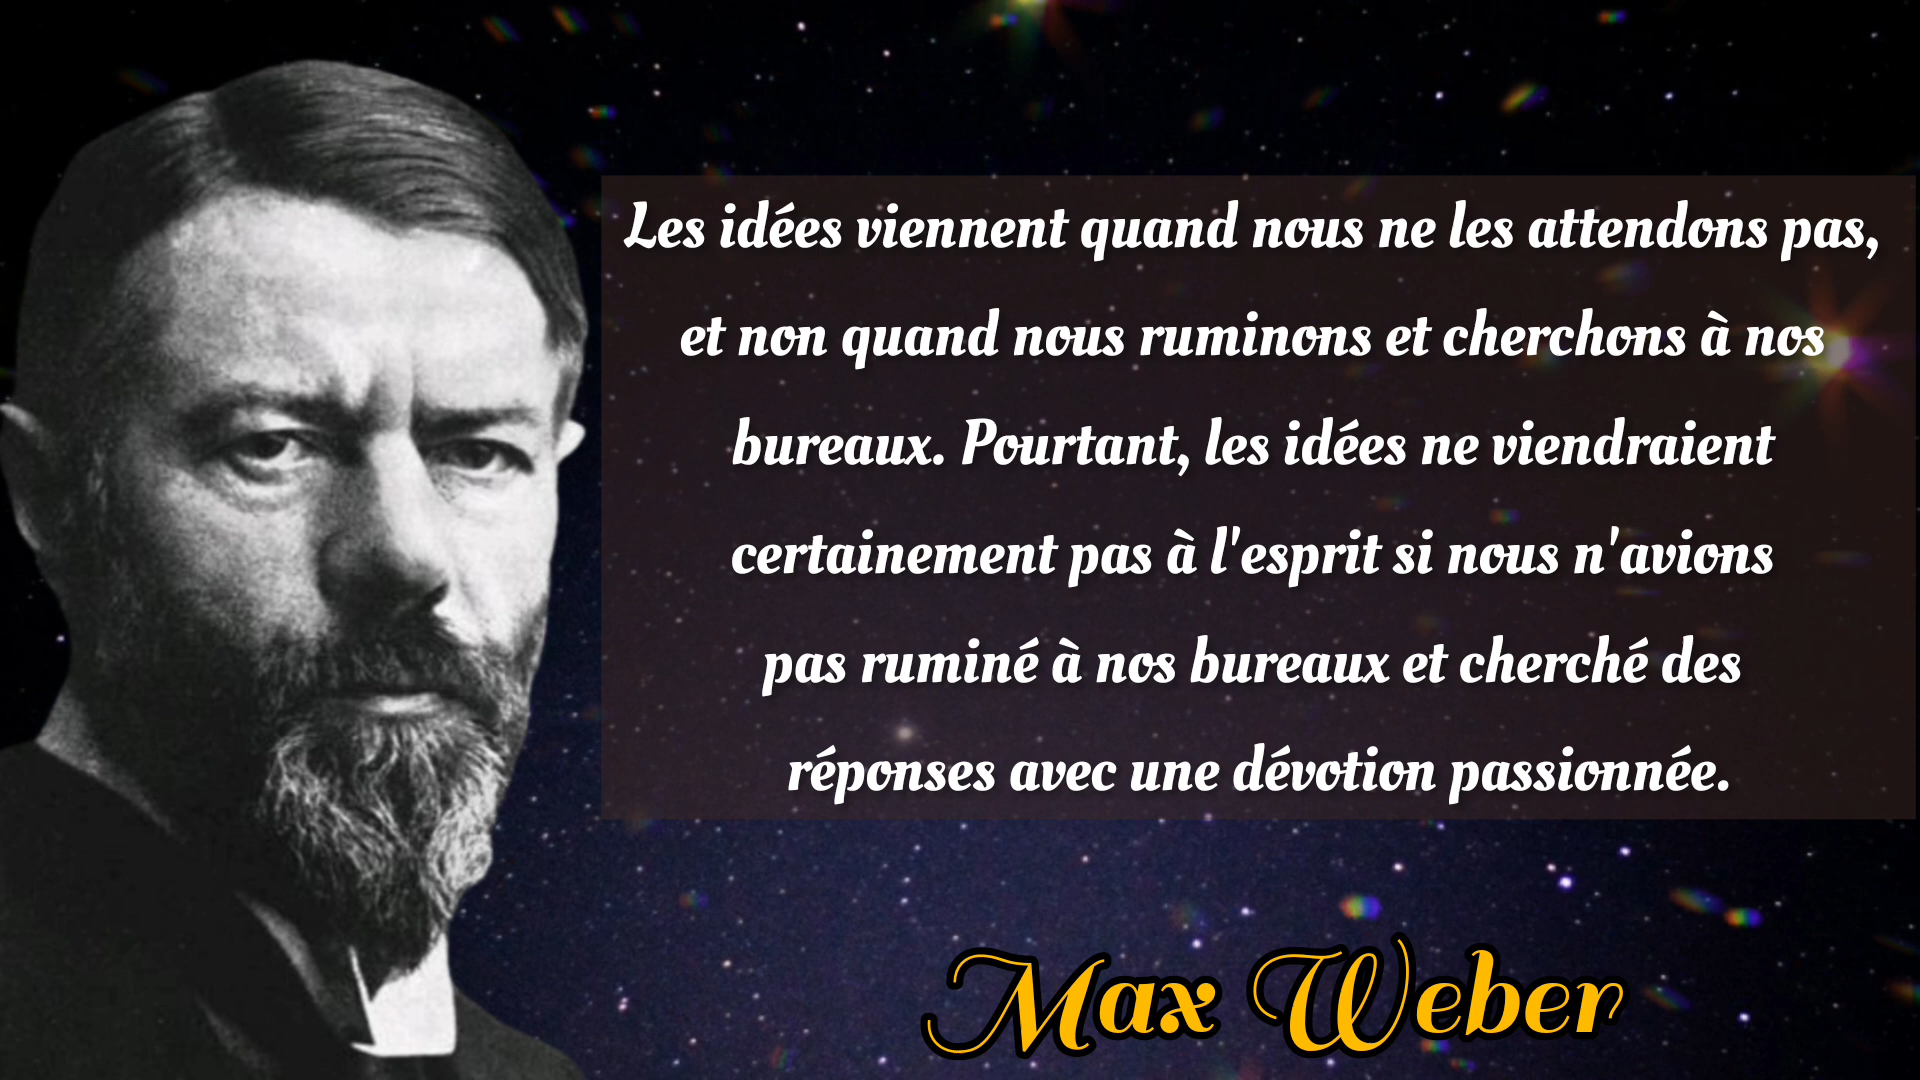 Les idées viennent quand nous ne les attendons pas,
et non quand nous ruminons et cherchons à nos
bureaux. Pourtant, les idées ne viendraient
certainement pas à l'esprit si nous n'avions
pas ruminé à nos bureaux et cherché des
réponses avec une dévotion passionnée.
Max Weber